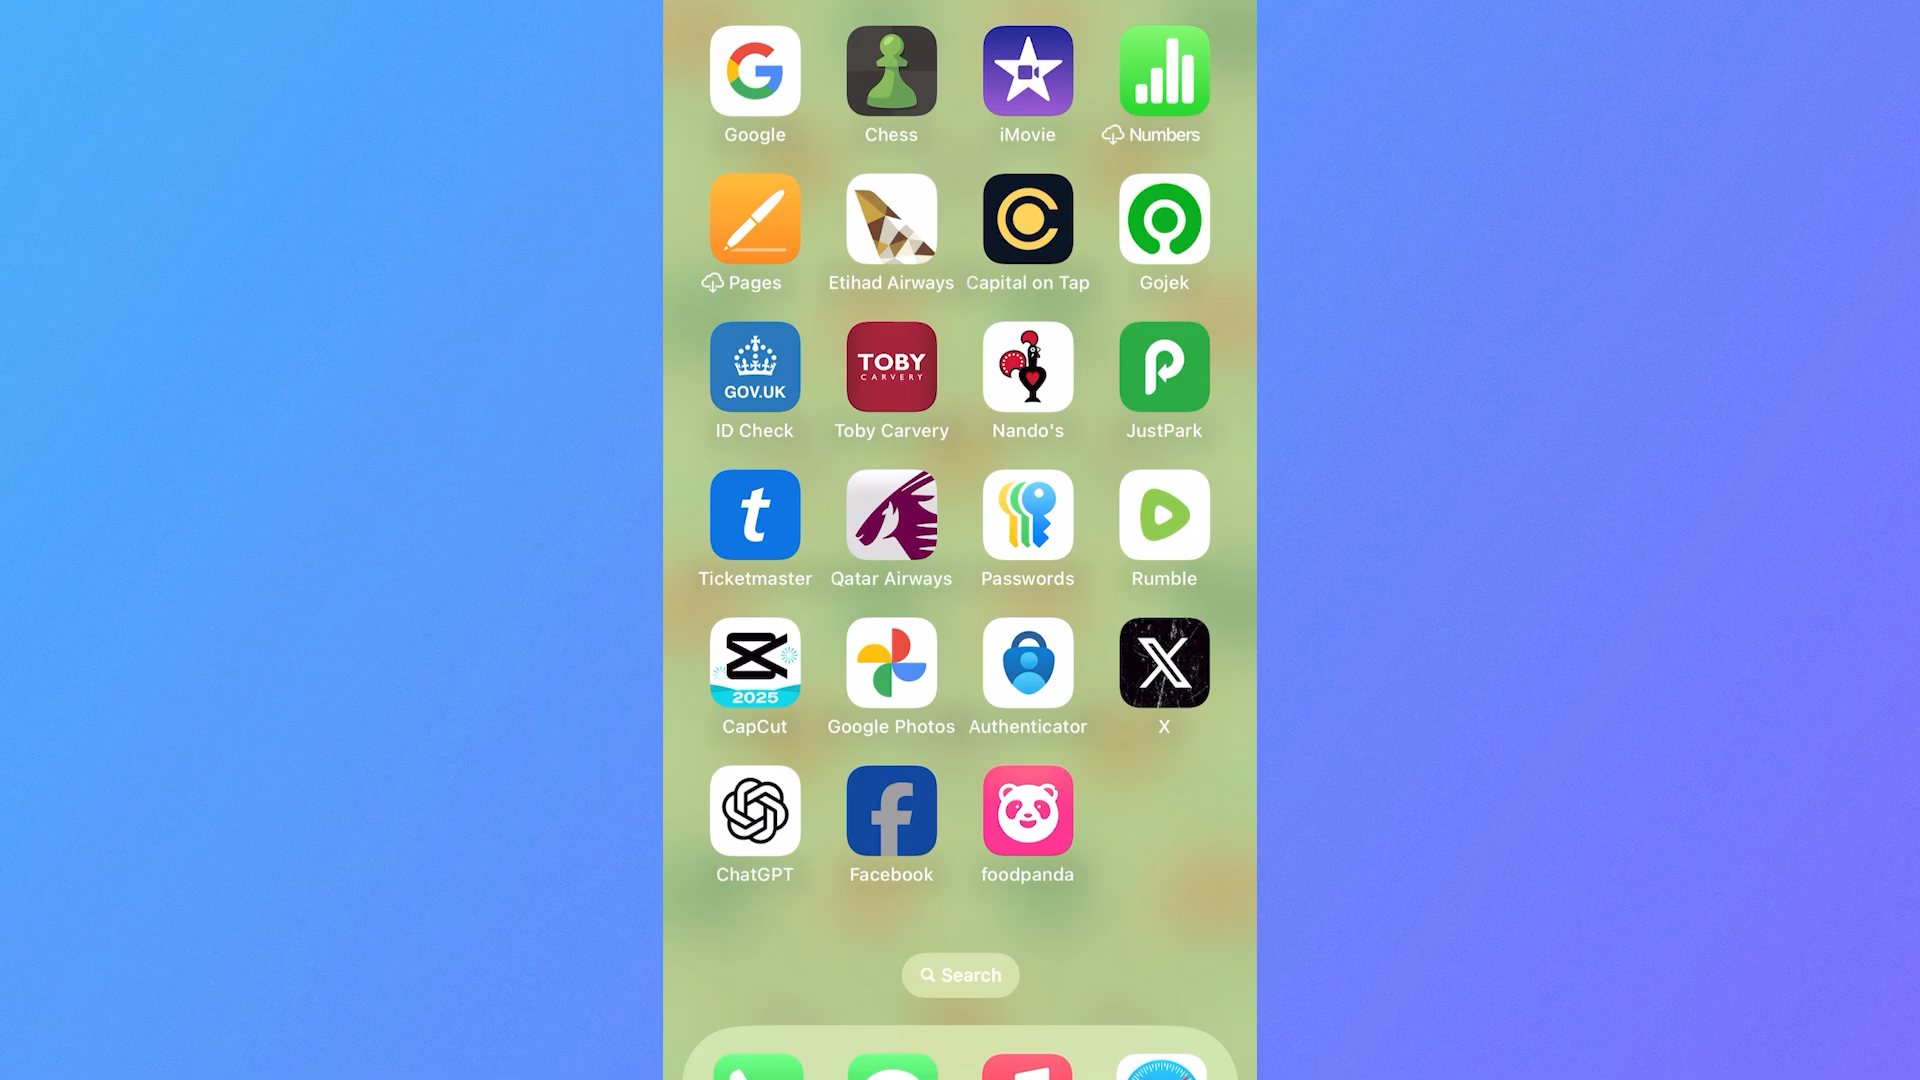 Google Chess iMovie Numbers
Pages Etihad Airways Capital on Tap Gojek
GOV.UK TOBY
CARVERY
ID Check Toby Carvery Nando's JustPark
t
Ticketmaster Qatar Airways Passwords Rumble
2025
CapCut Google Photos Authenticator X
ChatGPT Facebook foodpanda
Search